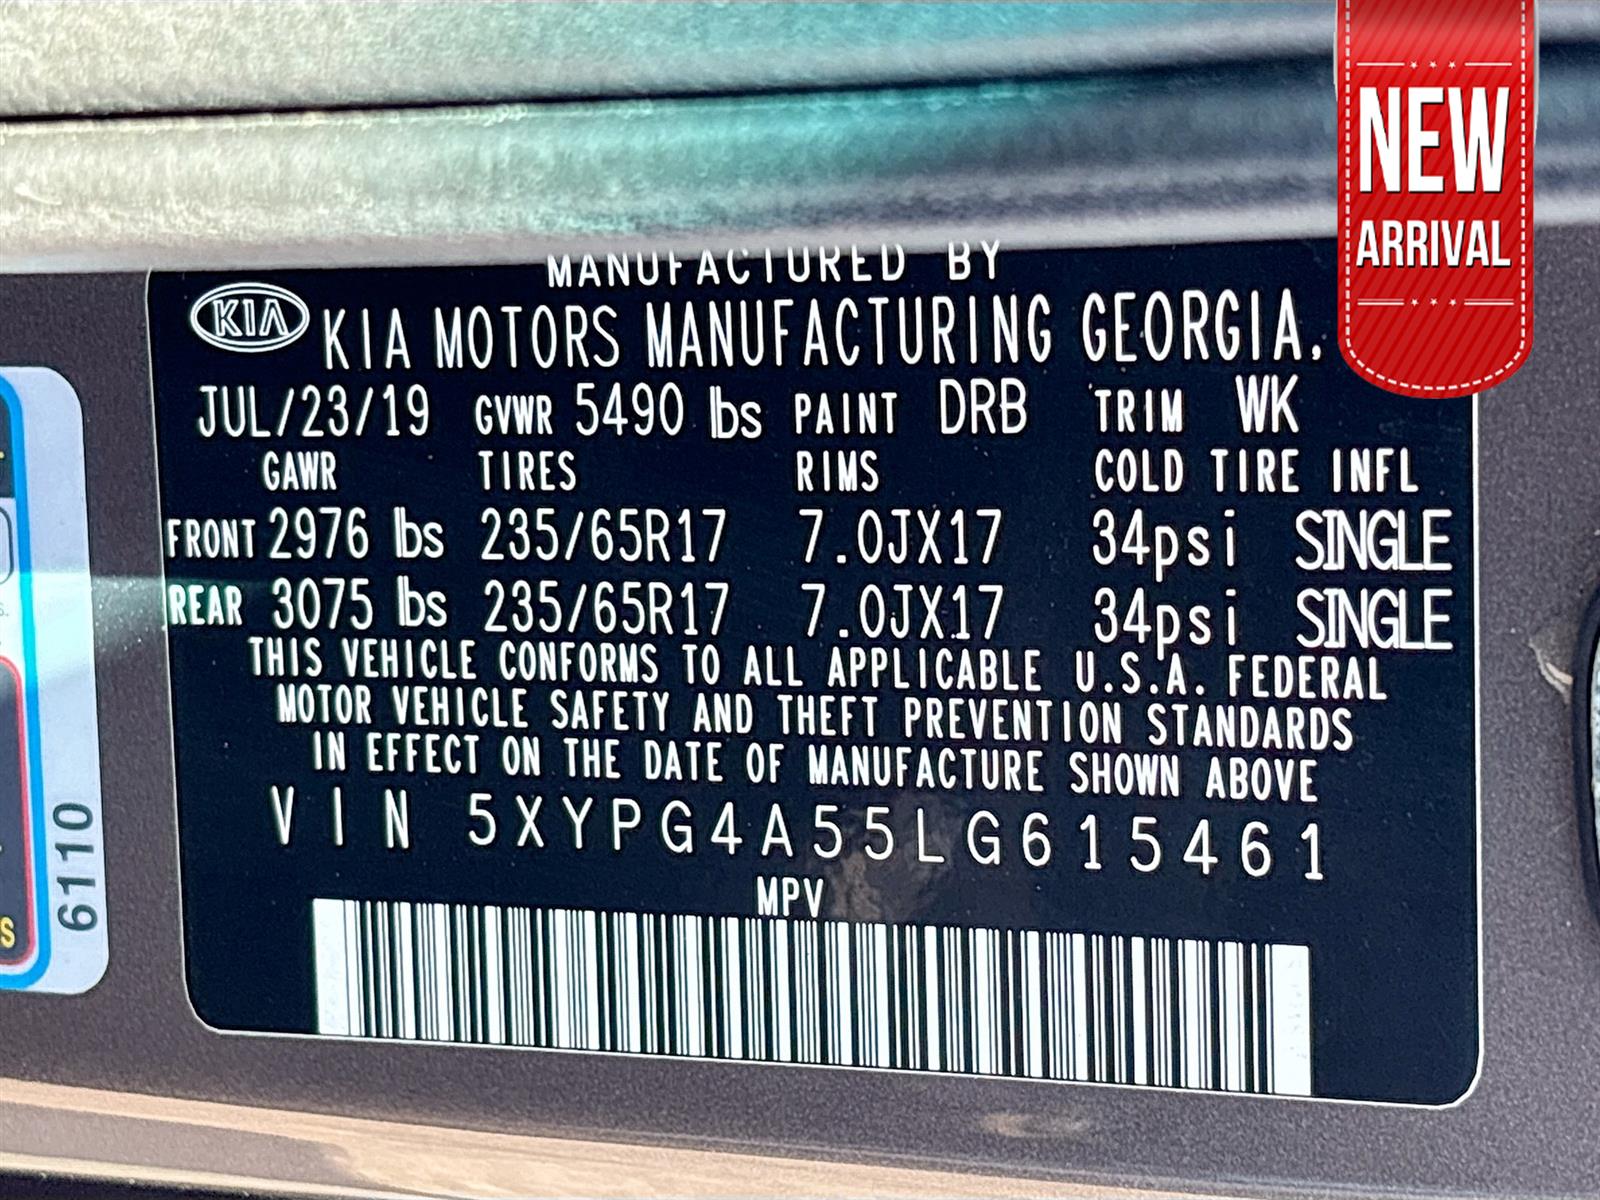 NEW
ARRIVAL
MANUFACTURED BY
KIA KIA MOTORS MANUFACTURING GEORGIA.
JUL/23/19 GVWR 5490 lbs PAINT DRB TRIM WK
GAWR TIRES RIMS COLD TIRE INFL
FRONT 2976 lbs 235/65R17 7.0JX17 34psi SINGLE
REAR 3075 lbs 235/65R17 7.0JX17 34psi SINGLE
THIS VEHICLE CONFORMS TO ALL APPLICABLE U.S.A. FEDERAL
MOTOR VEHICLE SAFETY AND THEFT PREVENTION STANDARDS
IN EFFECT ON THE DATE OF MANUFACTURE SHOWN ABOVE
VIN 5XYPG4A55LG615461
MPV
6110